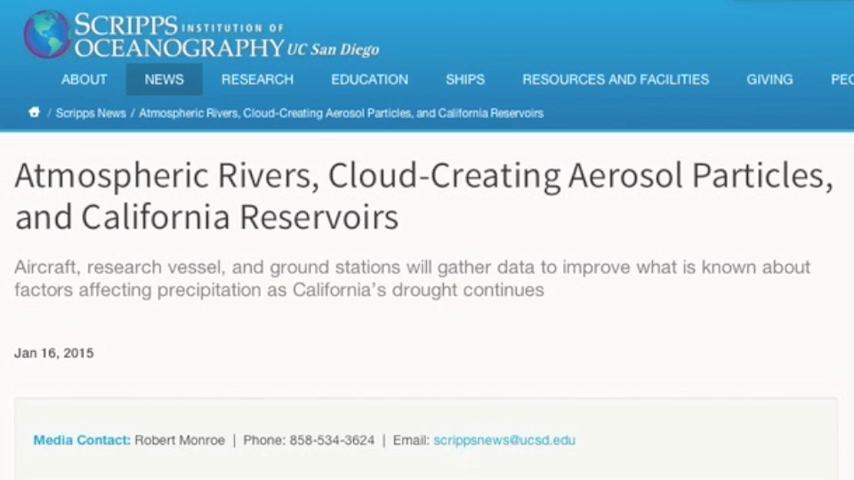 SCRIPPS INSTITUTION OF
OCEANOGRAPHY UC San Diego
ABOUT NEWS RESEARCH EDUCATION SHIPS RESOURCES AND FACILITIES GIVING PEO
/ Scripps News / Atmospheric Rivers, Cloud-Creating Aerosol Particles, and California Reservoirs
Atmospheric Rivers, Cloud-Creating Aerosol Particles,
and California Reservoirs
Aircraft, research vessel, and ground stations will gather data to improve what is known about
factors affecting precipitation as California's drought continues
Jan 16, 2015
Media Contact: Robert Monroe | Phone: 858-534-3624 | Email: scrippsnews@ucsd.edu